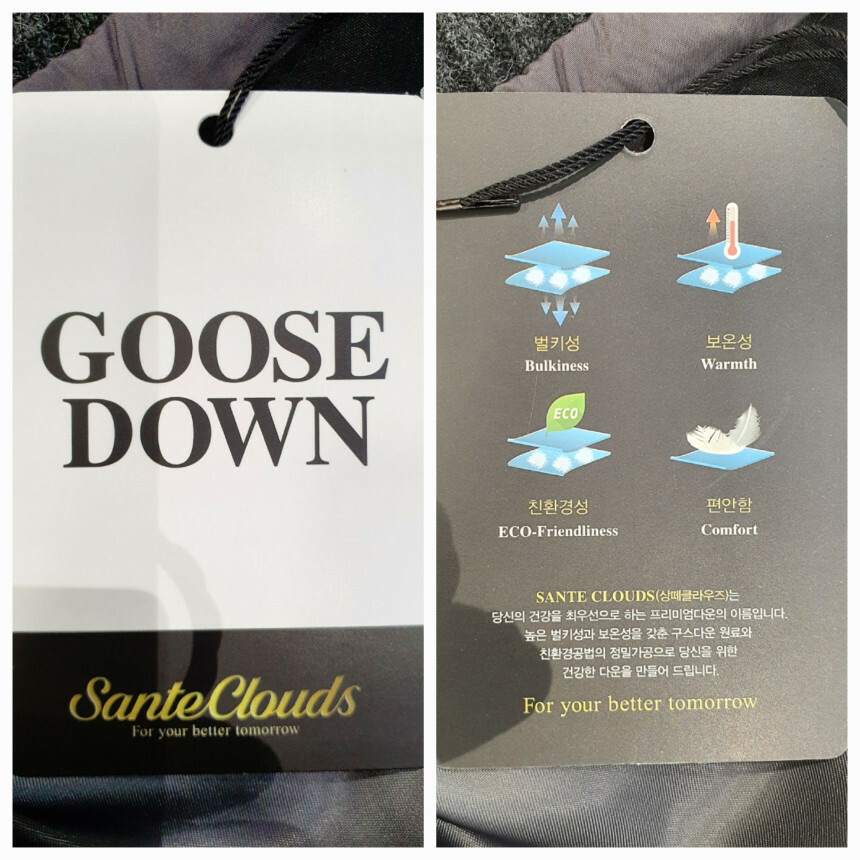 GOOSE
DOWN
SanteClouds
For your better tomorrow
벌키성
Bulkiness
보온성
Warmth
ECO
친환경성
ECO-Friendliness
편안함
Comfort
SANTE CLOUDS(상떼클라우즈)는
당신의 건강을 최우선으로 하는 프리미엄다운의 이름입니다.
높은 벌키성과 보온성을 갖춘 구스다운 원료와
친환경공법의 정밀가공으로 당신을 위한
건강한 다운을 만들어 드립니다.
For your better tomorrow